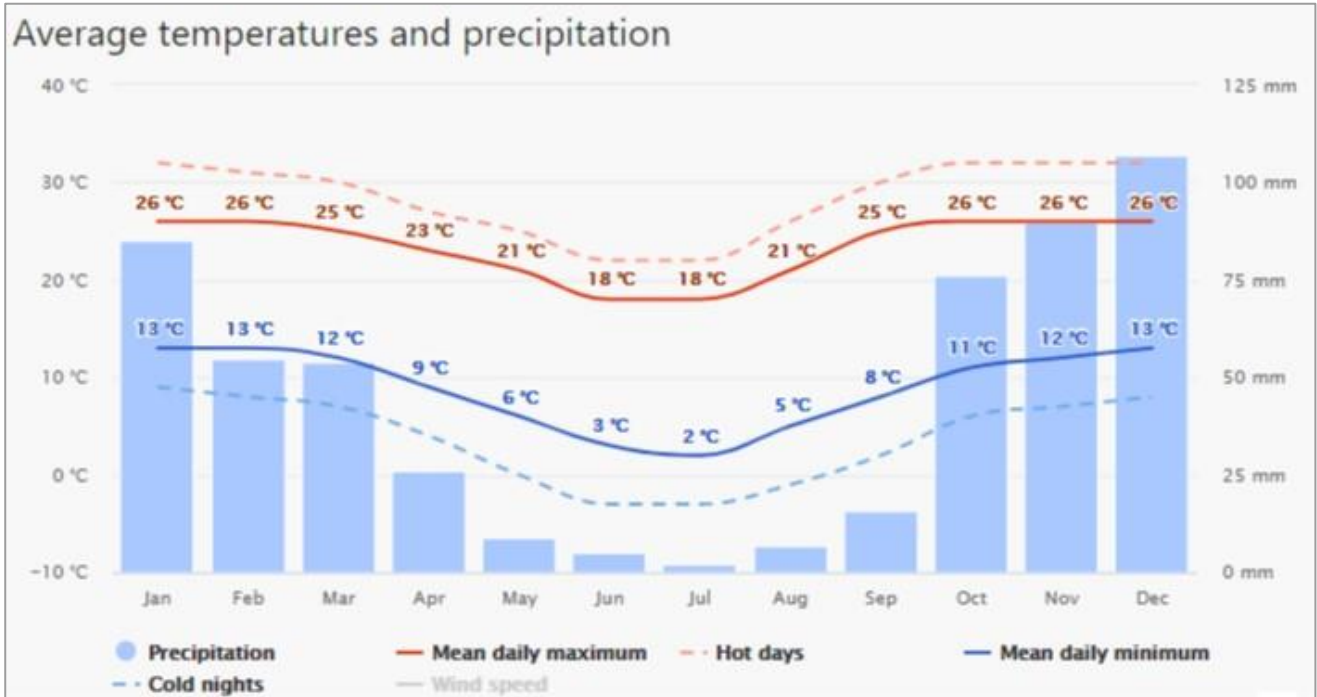 Average temperatures and precipitation
40 °C
125 mm
30 °C
100 mm
26 °C 26 °C 25 °C 23 °C 21 °C 18 °C 18 °C 21 °C 25 °C 26 °C 26 °C 26 °C
20 °C
75 mm
13 °C 13 °C 12 °C 9 °C 6 °C 3 °C 2 °C 5 °C 8 °C 11 °C 12 °C 13 °C
10 °C
50 mm
0 °C
25 mm
-10 °C
0 mm
Jan Feb Mar Apr May Jun Jul Aug Sep Oct Nov Dec
Precipitation Mean daily maximum Hot days Mean daily minimum
Cold nights Wind speed